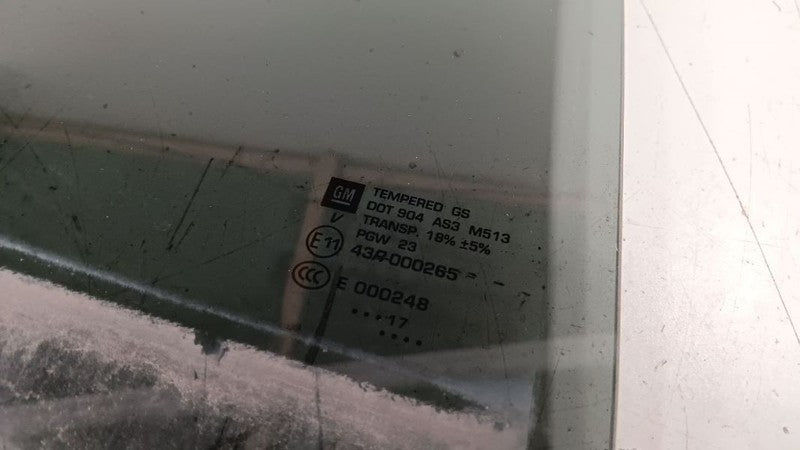 GM
TEMPERED GS
DOT 904 AS3 M513
TRANSP. 18% ±5%
V
PGW 23
E11
43R-000265
CCC
E 000248
••••17
••••